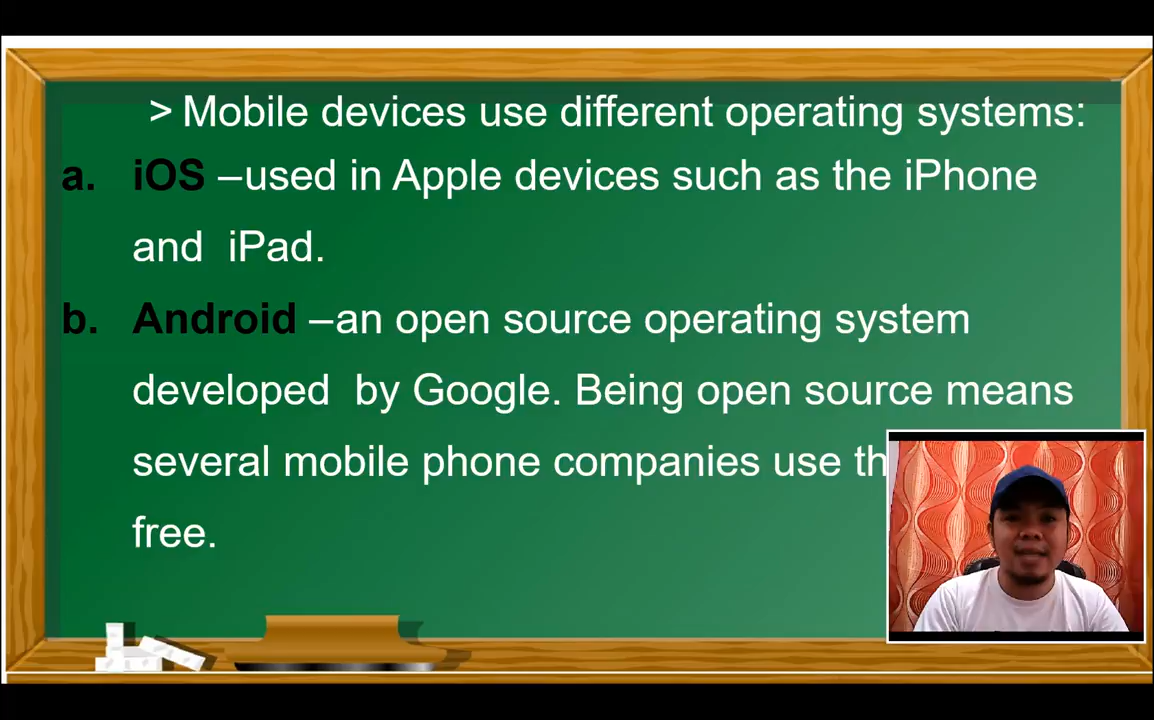 > Mobile devices use different operating systems:
a. iOS –used in Apple devices such as the iPhone
and iPad.
b. Android –an open source operating system
developed by Google. Being open source means
several mobile phone companies use
free.